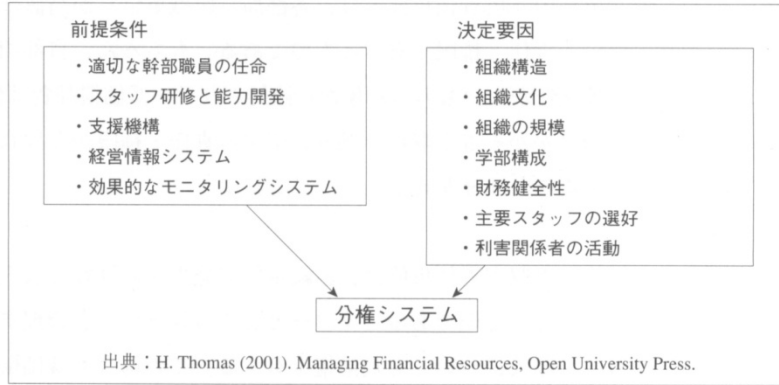 前提条件
・適切な幹部職員の任命
・スタッフ研修と能力開発
・支援機構
・経営情報システム
・効果的なモニタリングシステム
決定要因
・組織構造
・組織文化
・組織の規模
・学部構成
・財務健全性
・主要スタッフの選好
・利害関係者の活動
分権システム
出典：H. Thomas (2001). Managing Financial Resources, Open University Press.